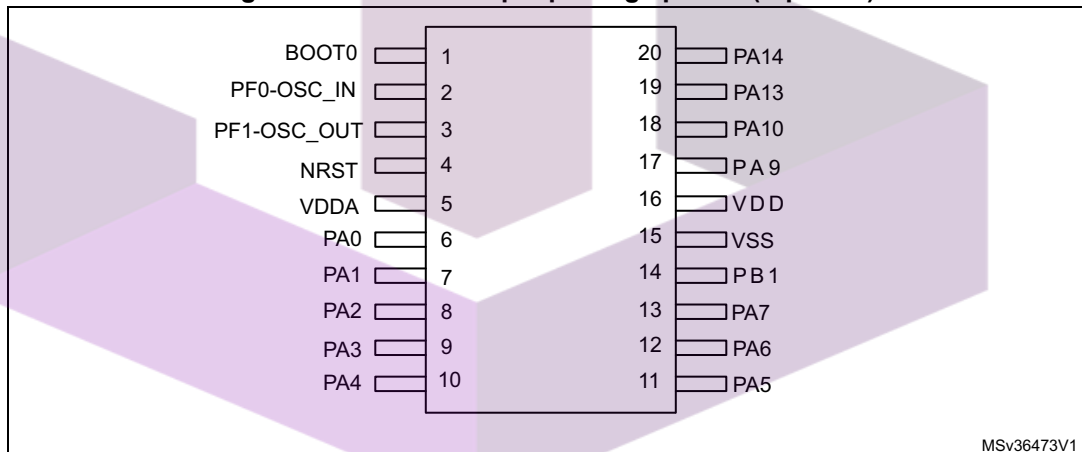 BOOT0 1 20 PA14
PF0-OSC_IN 2 19 PA13
PF1-OSC_OUT 3 18 PA10
NRST 4 17 PA9
VDDA 5 16 VDD
PA0 6 15 VSS
PA1 7 14 PB1
PA2 8 13 PA7
PA3 9 12 PA6
PA4 10 11 PA5
MSv36473V1